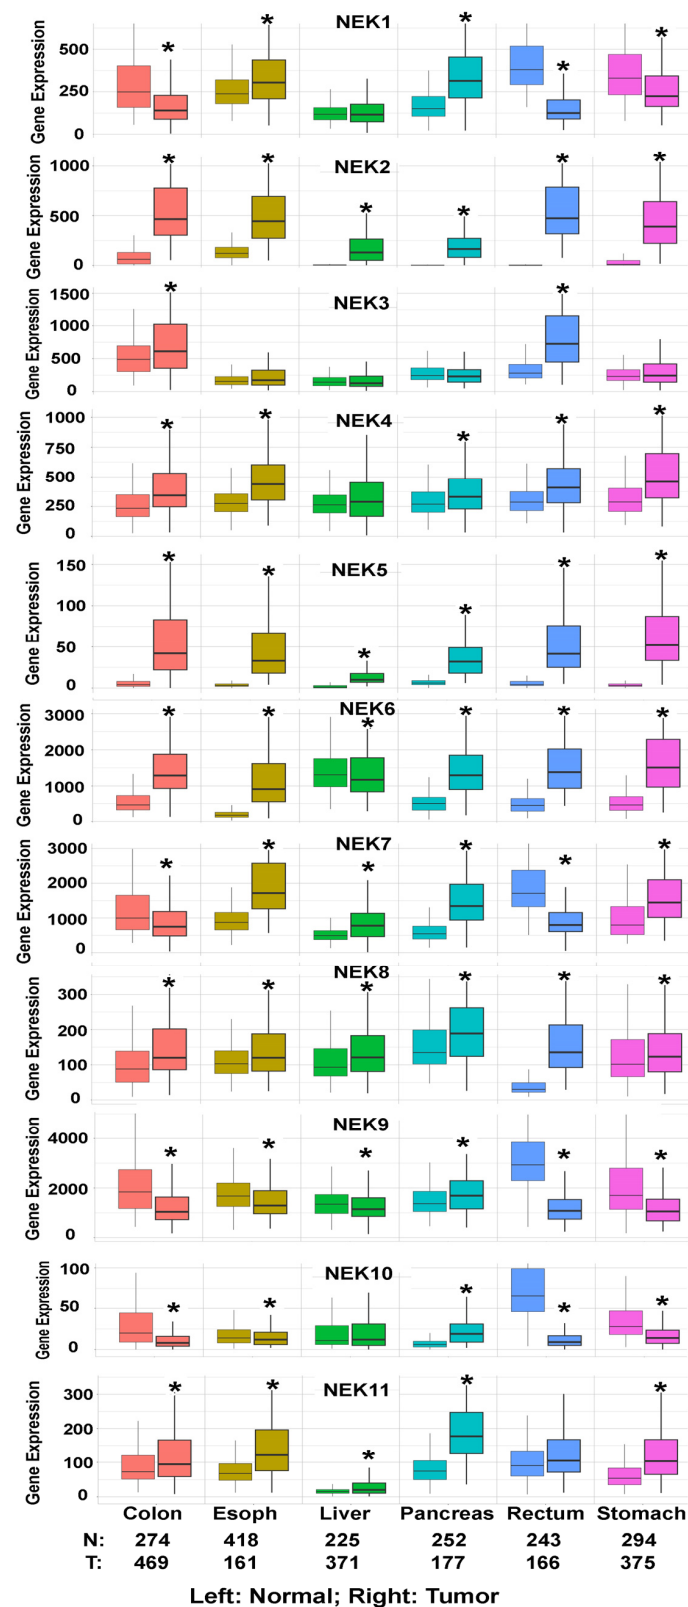 NEK1
Gene Expression
500
250
0
* * * * *
NEK2
Gene Expression
1000
500
0
* * * * * *
NEK3
Gene Expression
1500
1000
500
0
* *
NEK4
Gene Expression
1000
750
500
250
0
* * * * *
NEK5
Gene Expression
150
100
50
0
* * * * * *
NEK6
Gene Expression
3000
2000
1000
0
* * * * * *
NEK7
Gene Expression
3000
2000
1000
0
* * * * * *
NEK8
Gene Expression
300
200
100
0
* * * * * *
NEK9
Gene Expression
4000
2000
0
* * * * * *
NEK10
Gene Expression
100
50
0
* * * * *
NEK11
Gene Expression
300
200
100
0
* * * * *
Colon Esoph Liver Pancreas Rectum Stomach
N: 274 418 225 252 243 294
T: 469 161 371 177 166 375
Left: Normal; Right: Tumor